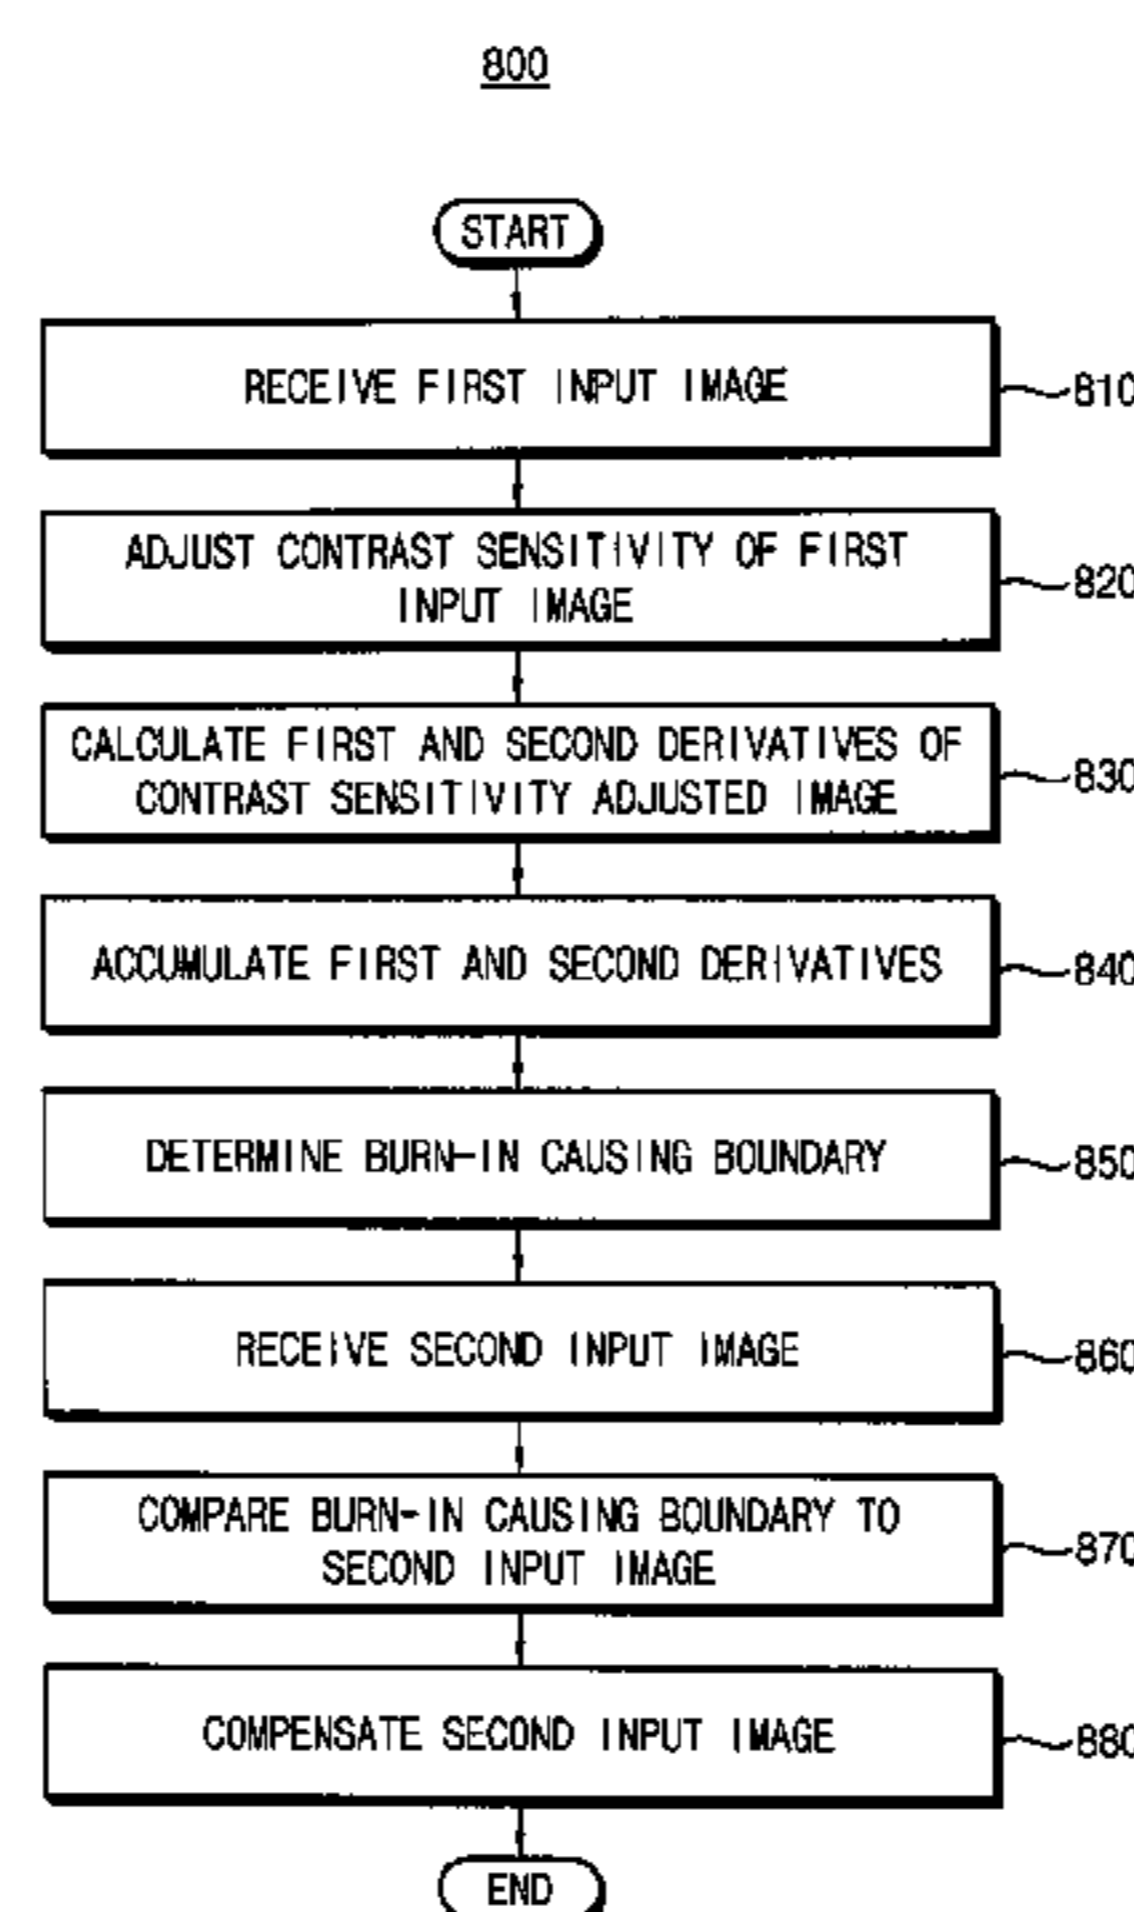 800
START
RECEIVE FIRST INPUT IMAGE
810
ADJUST CONTRAST SENSITIVITY OF FIRST
INPUT IMAGE
820
CALCULATE FIRST AND SECOND DERIVATIVES OF
CONTRAST SENSITIVITY ADJUSTED IMAGE
830
ACCUMULATE FIRST AND SECOND DERIVATIVES
840
DETERMINE BURN-IN CAUSING BOUNDARY
850
RECEIVE SECOND INPUT IMAGE
860
COMPARE BURN-IN CAUSING BOUNDARY TO
SECOND INPUT IMAGE
870
COMPENSATE SECOND INPUT IMAGE
880
END